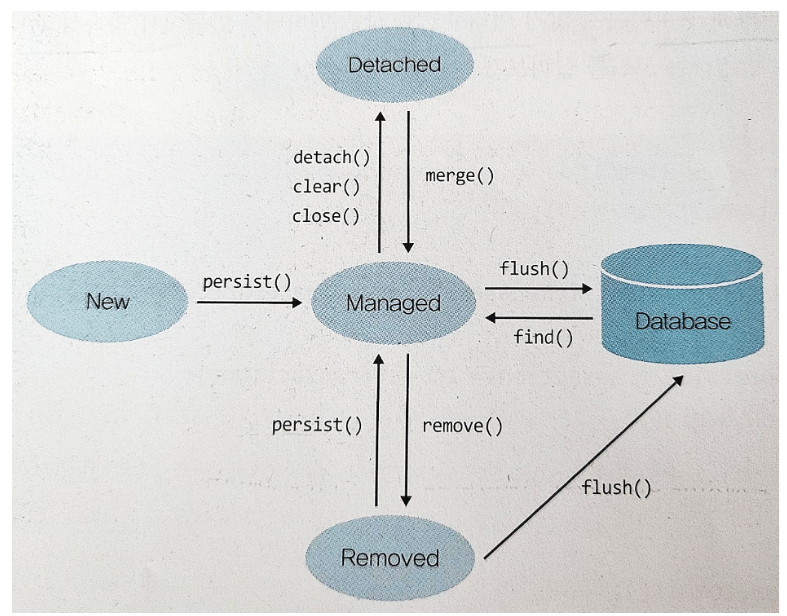 Detached
detach()
clear()
close()
merge()
New
persist()
Managed
flush()
find()
Database
persist()
remove()
flush()
Removed